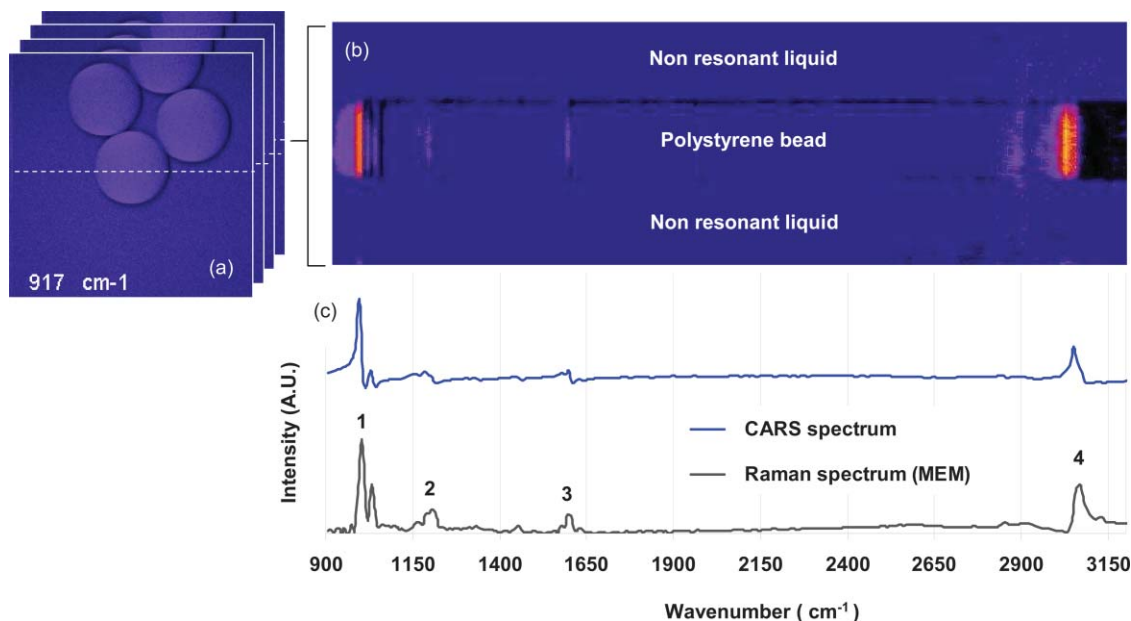 917 cm-1
(a)
(b)
Non resonant liquid
Polystyrene bead
Non resonant liquid
(c)
Intensity (A.U.)
CARS spectrum
Raman spectrum (MEM)
1
2
3
4
900 1150 1400 1650 1900 2150 2400 2650 2900 3150
Wavenumber ( cm⁻¹)